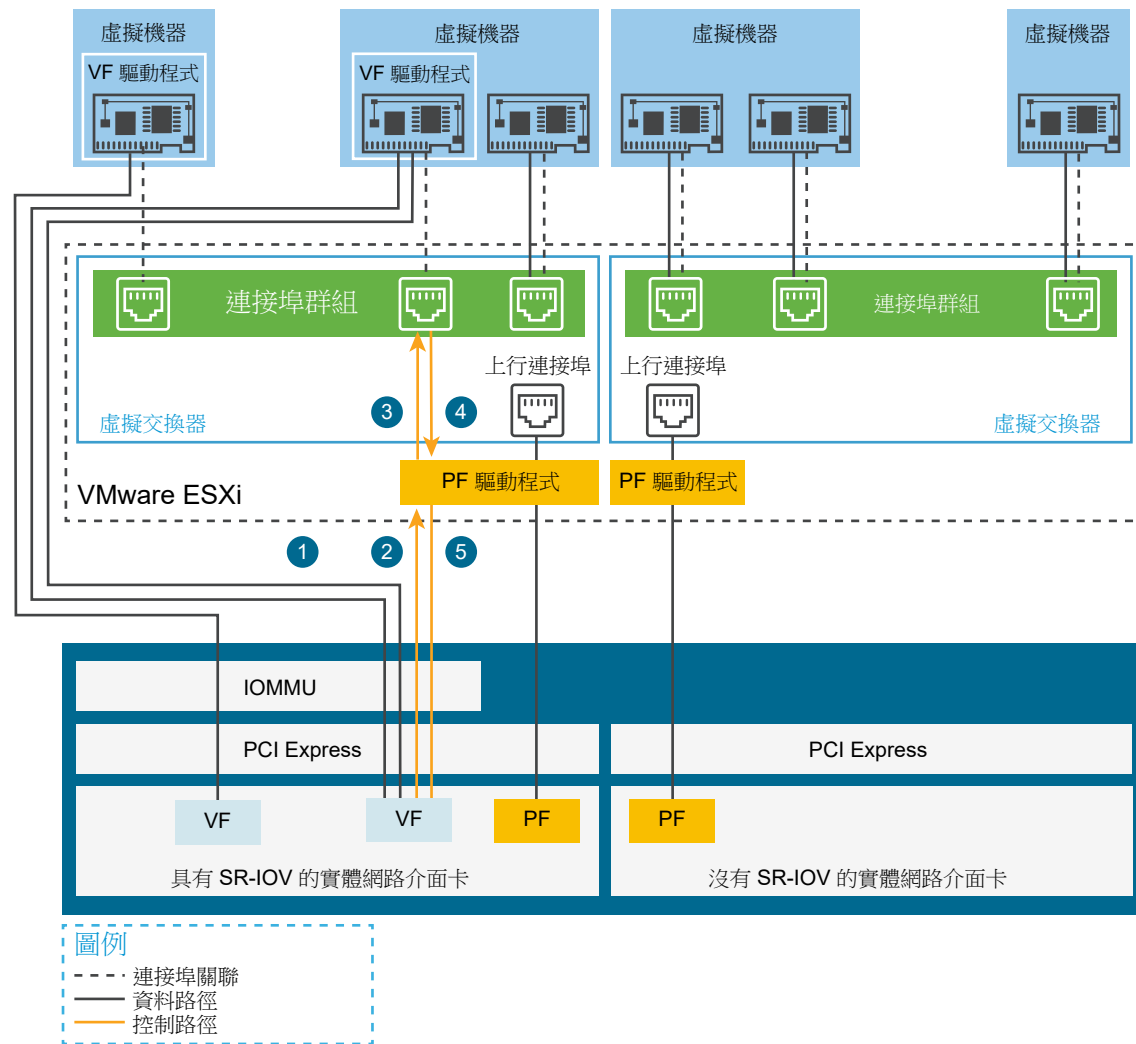 虛擬機器
虛擬機器
虛擬機器
虛擬機器
VF 驅動程式
VF 驅動程式
連接埠群組
連接埠群組
上行連接埠
上行連接埠
3
4
虛擬交換器
虛擬交換器
PF 驅動程式
PF 驅動程式
VMware ESXi
1
2
5
IOMMU
PCI Express
PCI Express
VF
VF
PF
PF
具有 SR-IOV 的實體網路介面卡
沒有 SR-IOV 的實體網路介面卡
圖例
連接埠關聯
資料路徑
控制路徑